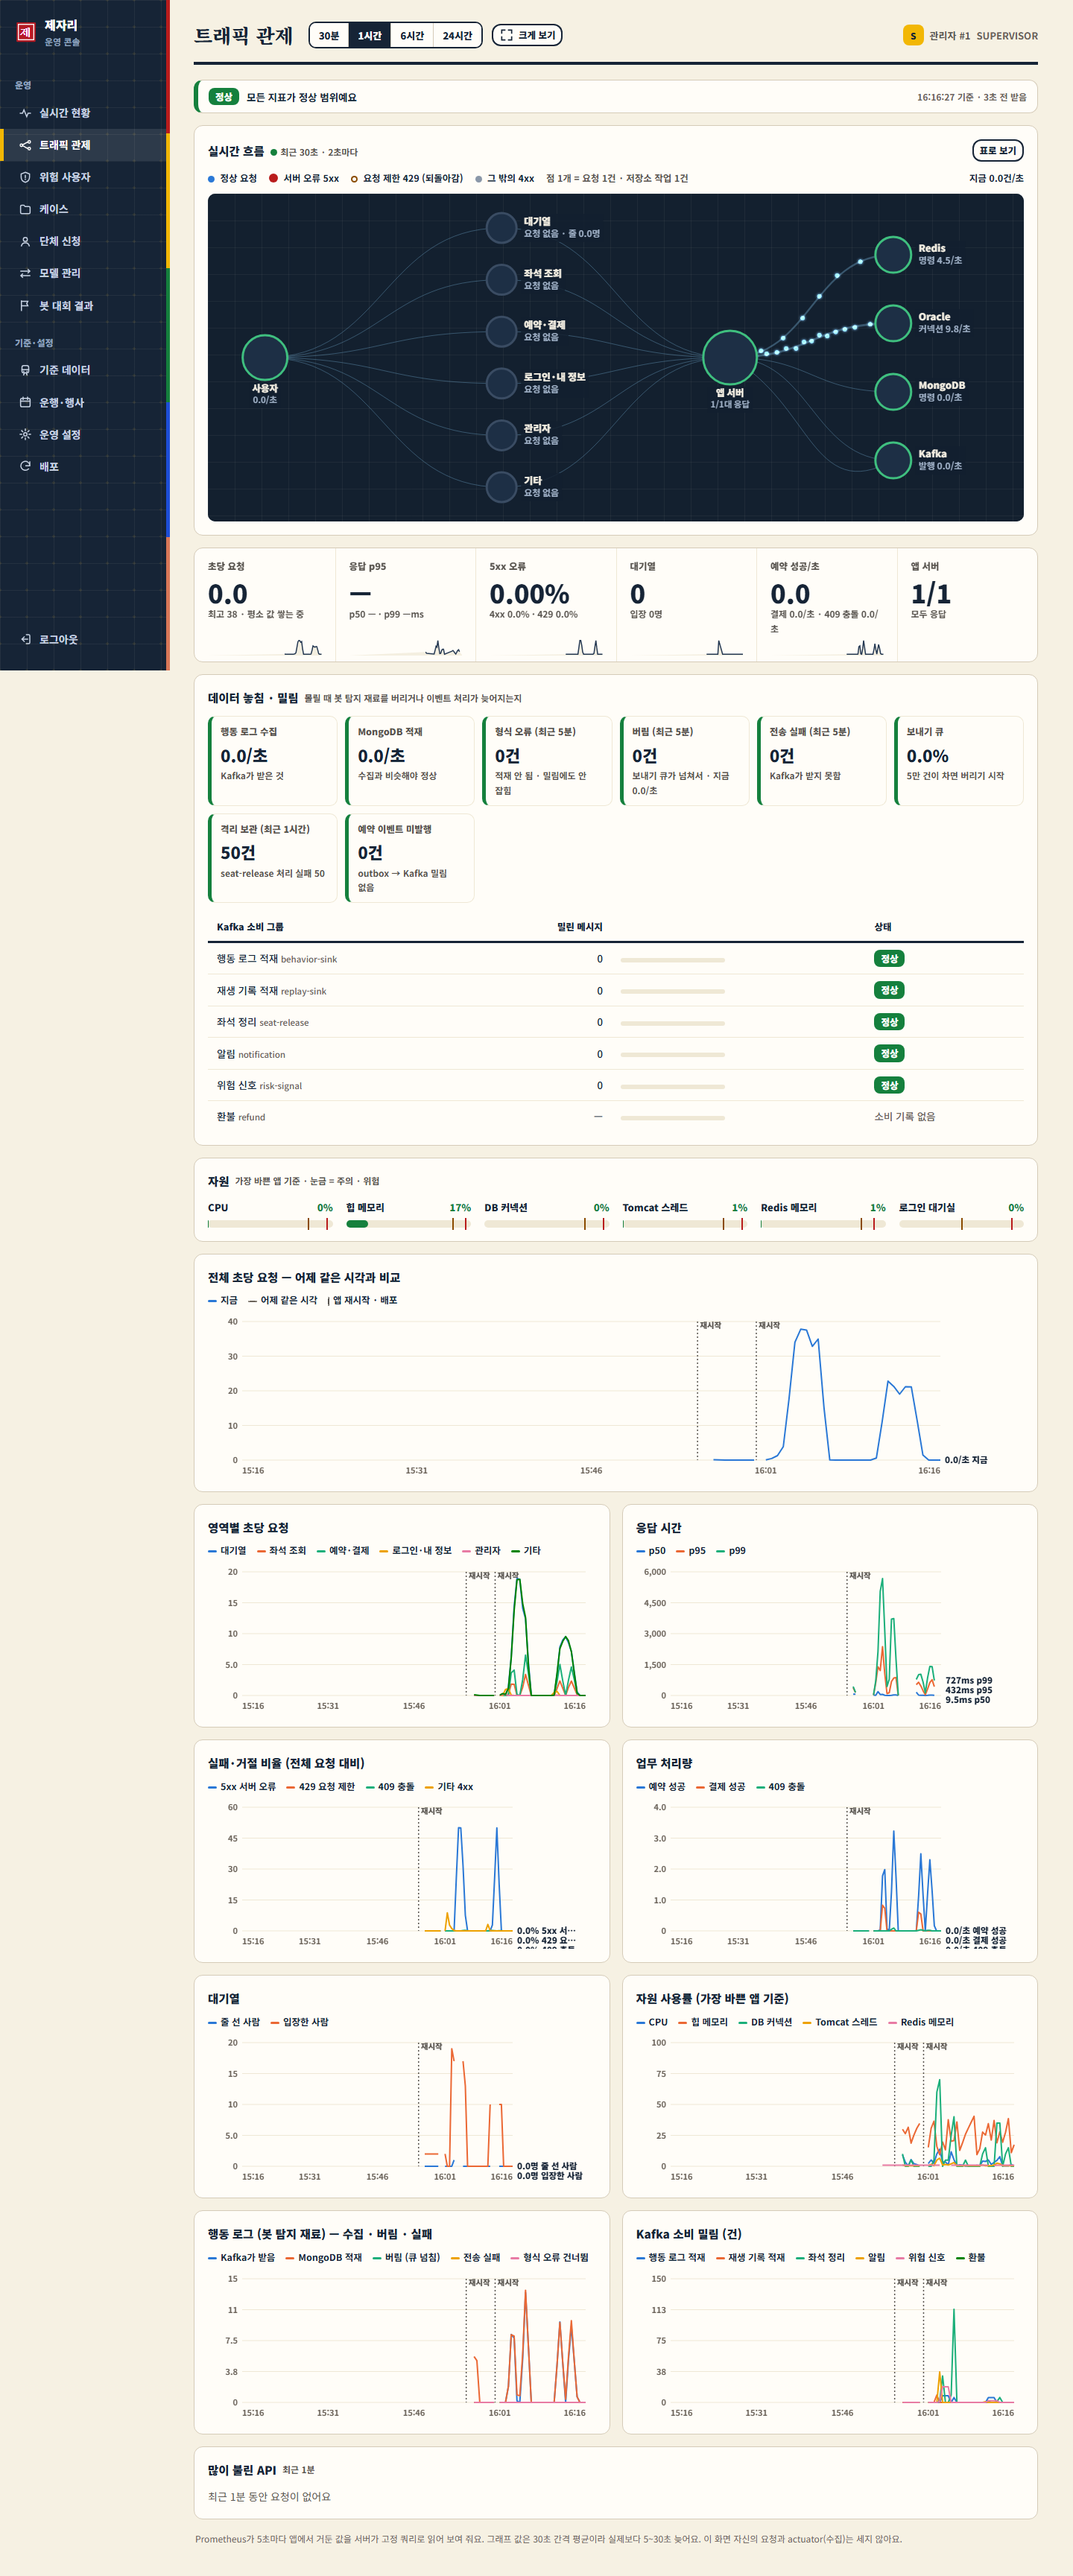 제 제자리
운영 콘솔
운영
실시간 현황
트래픽 관제
위험 사용자
케이스
단체 신청
모델 관리
봇 대회 결과
기준·설정
기준 데이터
운행·행사
운영 설정
배포
로그아웃
트래픽 관제 30분 1시간 6시간 24시간 크게 보기 S 관리자 #1 SUPERVISOR
정상 모든 지표가 정상 범위예요 16:16:27 기준 · 3초 전 받음
실시간 흐름 최근 30초 · 2초마다 표로 보기
정상 요청 서버 오류 5xx 요청 제한 429 (되돌아감) 그 밖의 4xx 점 1개 = 요청 1건 · 저장소 작업 1건 지금 0.0건/초
사용자
0.0/초
대기열
요청 없음 · 줄 0.0명
좌석 조회
요청 없음
예약·결제
요청 없음
로그인·내 정보
요청 없음
관리자
요청 없음
기타
요청 없음
앱 서버
1/1대 응답
Redis
명령 4.5/초
Oracle
커넥션 9.8/초
MongoDB
명령 0.0/초
Kafka
발행 0.0/초
초당 요청
0.0
최고 38 · 평소 값 쌓는 중
응답 p95
—
p50 — · p99 —ms
5xx 오류
0.00%
4xx 0.0% · 429 0.0%
대기열
0
입장 0명
예약 성공/초
0.0
결제 0.0/초 · 409 충돌 0.0/
초
앱 서버
1/1
모두 응답
데이터 놓침 · 밀림 몰릴 때 봇 탐지 재료를 버리거나 이벤트 처리가 늦어지는지
행동 로그 수집
0.0/초
Kafka가 받은 것
MongoDB 적재
0.0/초
수집과 비슷해야 정상
형식 오류 (최근 5분)
0건
적재 안 됨 · 밀림에도 안
잡힘
버림 (최근 5분)
0건
보내기 큐가 넘쳐서 · 지금
0.0/초
전송 실패 (최근 5분)
0건
Kafka가 받지 못함
보내기 큐
0.0%
5만 건이 차면 버리기 시작
격리 보관 (최근 1시간)
50건
seat-release 처리 실패 50
예약 이벤트 미발행
0건
outbox → Kafka 밀림
없음
Kafka 소비 그룹 밀린 메시지 상태
행동 로그 적재 behavior-sink 0 정상
재생 기록 적재 replay-sink 0 정상
좌석 정리 seat-release 0 정상
알림 notification 0 정상
위험 신호 risk-signal 0 정상
환불 refund — 소비 기록 없음
자원 가장 바쁜 앱 기준 · 눈금 = 주의 · 위험
CPU 0% 힙 메모리 17% DB 커넥션 0% Tomcat 스레드 1% Redis 메모리 1% 로그인 대기실 0%
전체 초당 요청 — 어제 같은 시각과 비교
지금 어제 같은 시각 앱 재시작 · 배포
40
30
20
10
0
재시작 재시작
15:16 15:31 15:46 16:01 16:16
0.0/초 지금
영역별 초당 요청
대기열 좌석 조회 예약·결제 로그인·내 정보 관리자 기타
20
15
10
5.0
0
재시작 재시작
15:16 15:31 15:46 16:01 16:16
응답 시간
p50 p95 p99
6,000
4,500
3,000
1,500
0
재시작
15:16 15:31 15:46 16:01 16:16
727ms p99
432ms p95
9.5ms p50
실패·거절 비율 (전체 요청 대비)
5xx 서버 오류 429 요청 제한 409 충돌 기타 4xx
60
45
30
15
0
재시작
15:16 15:31 15:46 16:01 16:16
0.0% 5xx 서…
0.0% 429 요…
업무 처리량
예약 성공 결제 성공 409 충돌
4.0
3.0
2.0
1.0
0
재시작
15:16 15:31 15:46 16:01 16:16
0.0/초 예약 성공
0.0/초 결제 성공
대기열
줄 선 사람 입장한 사람
20
15
10
5.0
0
재시작
15:16 15:31 15:46 16:01 16:16
0.0명 줄 선 사람
0.0명 입장한 사람
자원 사용률 (가장 바쁜 앱 기준)
CPU 힙 메모리 DB 커넥션 Tomcat 스레드 Redis 메모리
100
75
50
25
0
재시작 재시작
15:16 15:31 15:46 16:01 16:16
행동 로그 (봇 탐지 재료) — 수집 · 버림 · 실패
Kafka가 받음 MongoDB 적재 버림 (큐 넘침) 전송 실패 형식 오류 건너뜀
15
11
7.5
3.8
0
재시작 재시작
15:16 15:31 15:46 16:01 16:16
Kafka 소비 밀림 (건)
행동 로그 적재 재생 기록 적재 좌석 정리 알림 위험 신호 환불
150
113
75
38
0
재시작 재시작
15:16 15:31 15:46 16:01 16:16
많이 불린 API 최근 1분
최근 1분 동안 요청이 없어요
Prometheus가 5초마다 앱에서 거둔 값을 서버가 고정 쿼리로 읽어 보여 줘요. 그래프 값은 30초 간격 평균이라 실제보다 5~30초 늦어요. 이 화면 자신의 요청과 actuator(수집)는 세지 않아요.